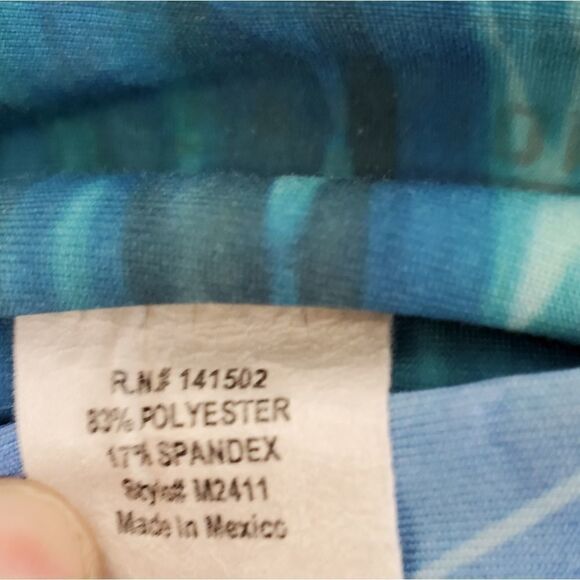 R.N.# 141502
83% POLYESTER
17% SPANDEX
Style# M2411
Made in Mexico